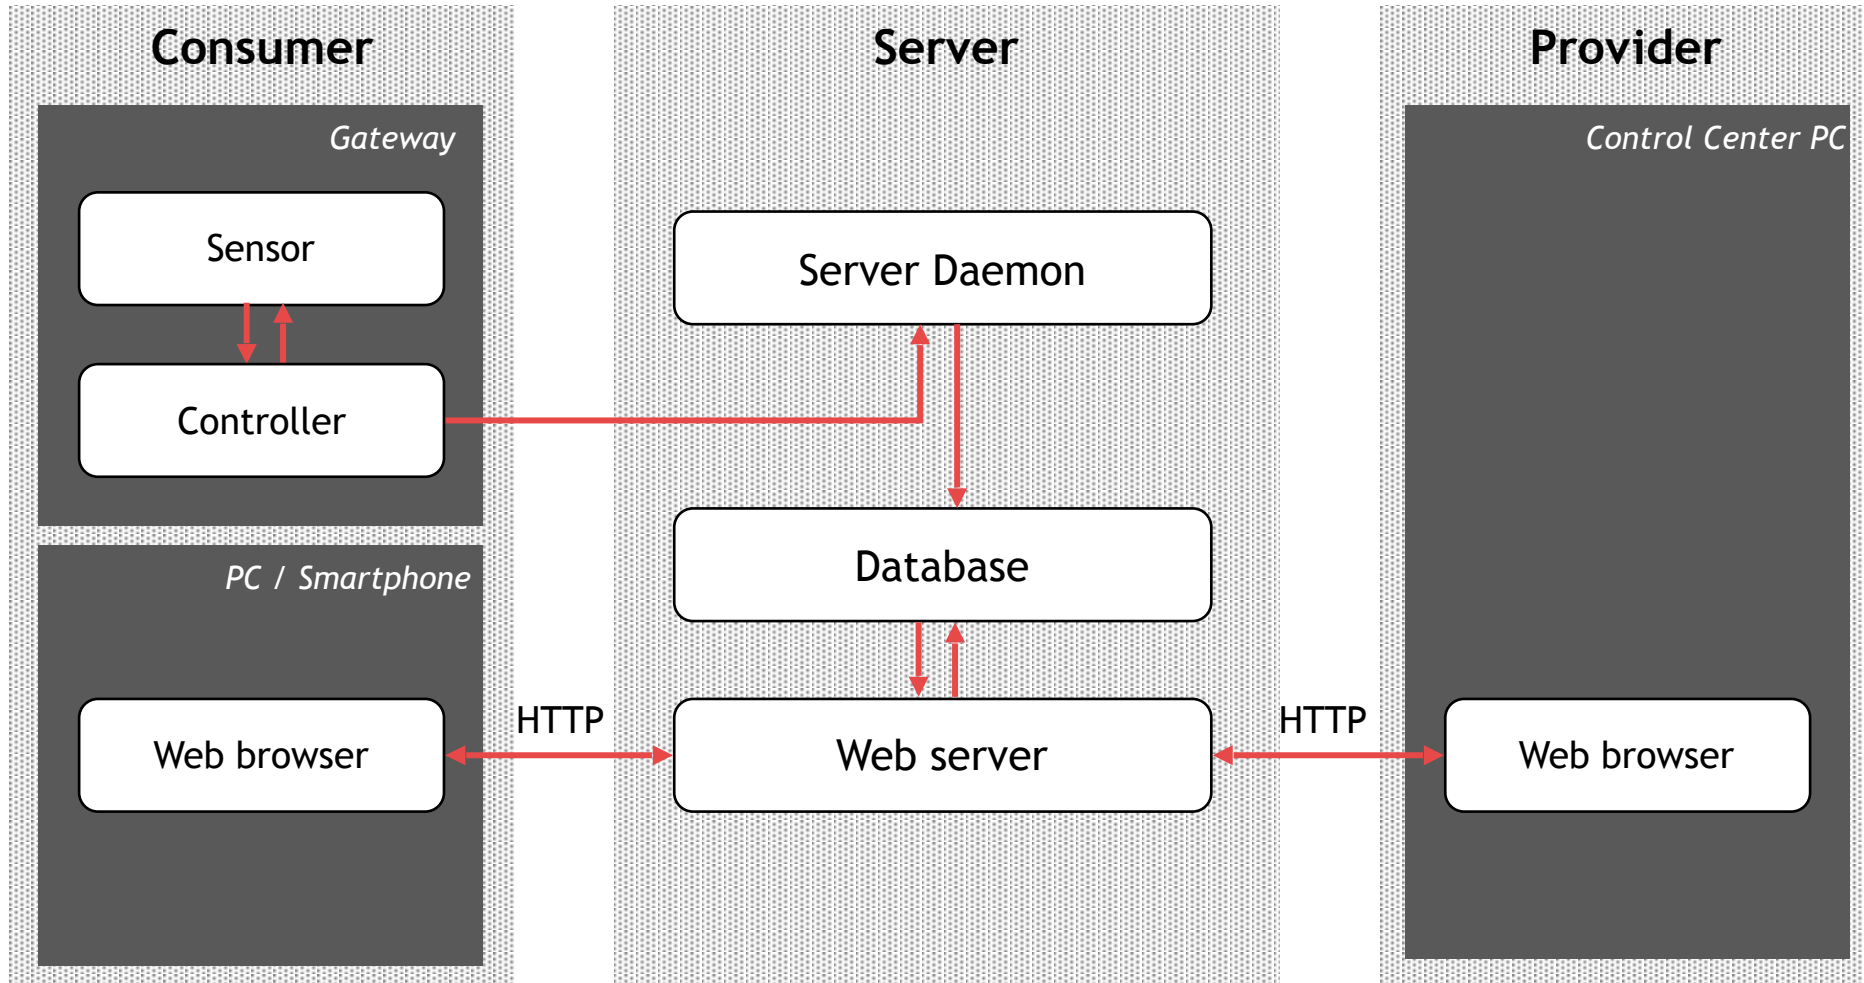 Consumer
Server
Provider
Gateway
Control Center PC
Sensor
Server Daemon
Controller
Database
PC / Smartphone
HTTP
HTTP
Web browser
Web server
Web browser